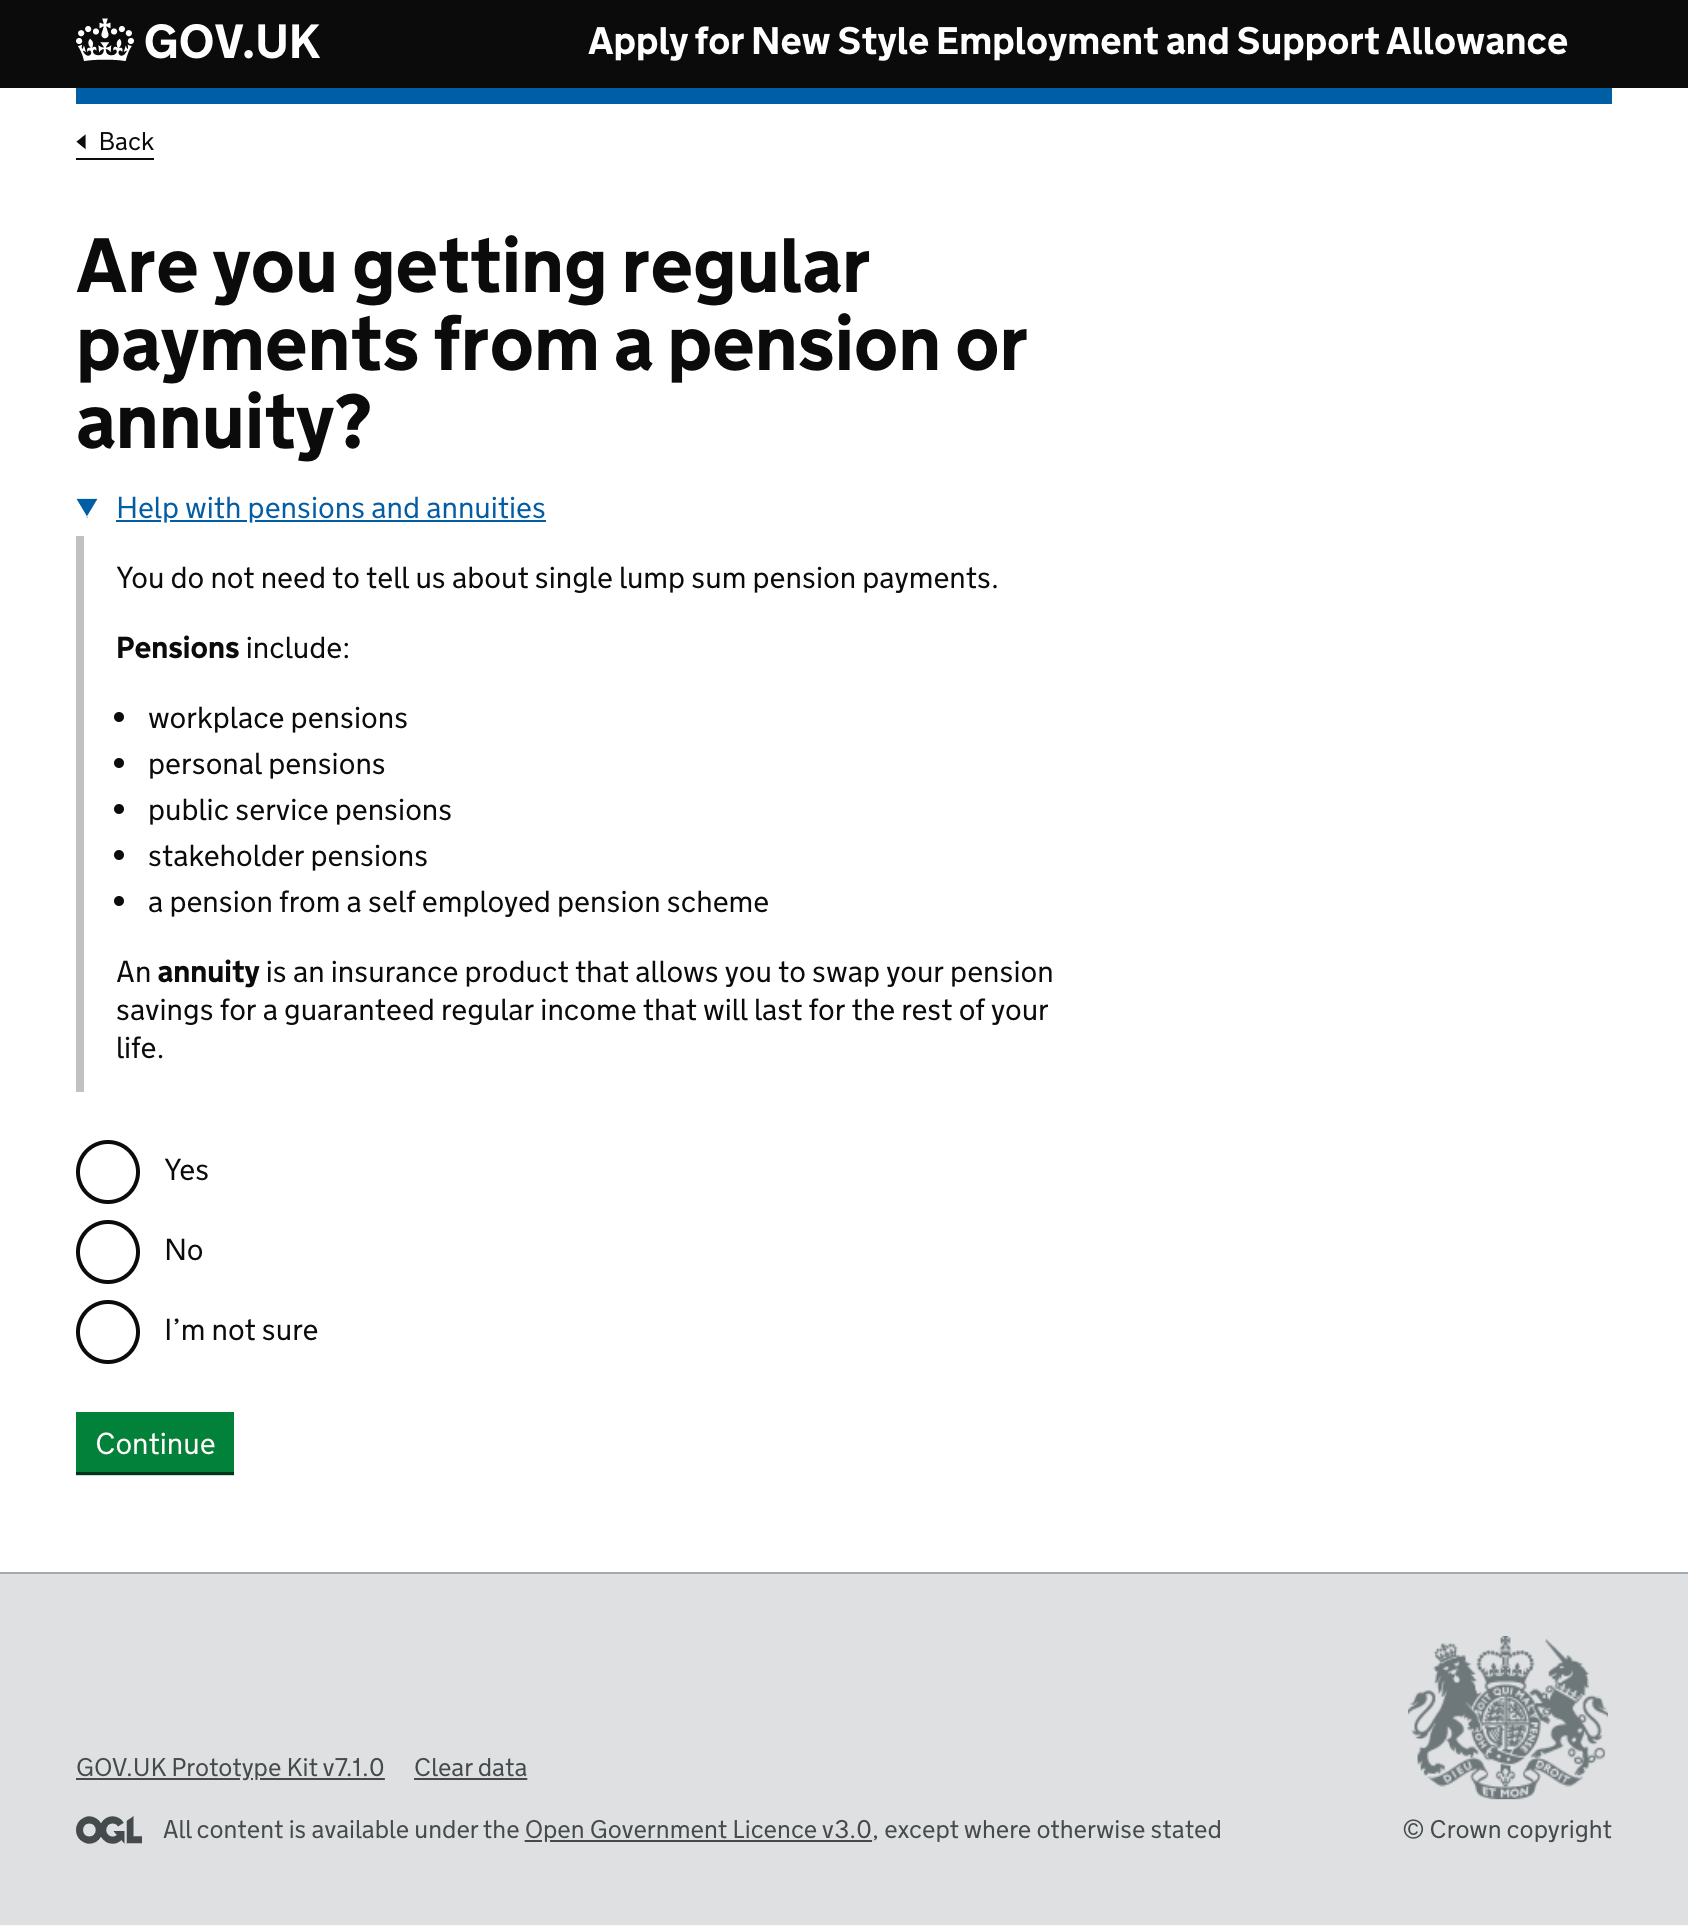 GOV.UK
Apply for New Style Employment and Support Allowance
Back
Are you getting regular
payments from a pension or
annuity?
Help with pensions and annuities
You do not need to tell us about single lump sum pension payments.
Pensions include:
workplace pensions
personal pensions
public service pensions
stakeholder pensions
a pension from a self employed pension scheme
An annuity is an insurance product that allows you to swap your pension
savings for a guaranteed regular income that will last for the rest of your
life.
Yes
No
I’m not sure
Continue
GOV.UK Prototype Kit v7.1.0 Clear data
DIEU ET MON DROIT
OGL All content is available under the Open Government Licence v3.0, except where otherwise stated
© Crown copyright